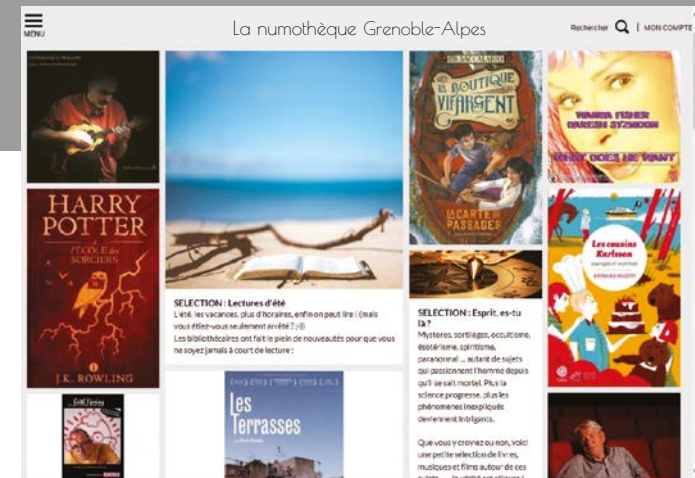 MENU
La numothèque Grenoble-Alpes
Rechercher
| MON COMPTE
HARRY
POTTER
À
L'ÉCOLE DES
SORCIERS
1
J.K. ROWLING
SELECTION : Lectures d'été
L'été, les vacances, plus d'horaires, enfin on peut lire ! (mais
vous étiez-vous seulement arrêté ? ;-))
Les bibliothécaires ont fait le plein de nouveautés pour que vous
ne soyez jamais à court de lecture :
Les
Terrasses
LA BOUTIQUE
VIFARGENT
LA CARTE DES
PASSAGES
SELECTION : Esprit, es-tu
là ?
Mystères, sortilèges, occultisme,
ésotérisme, spiritisme,
paranormal ... autant de sujets
qui passionnent l'homme depuis
qu'il se sait mortel. Plus la
science progresse, plus les
phénomènes inexpliqués
deviennent intrigants.
Que vous y croyiez ou non, voici
une petite sélection de livres,
musiques et films autour de ces
WANDA FISHER
WHAT DOES HE WANT
Les cousins
Karlsson